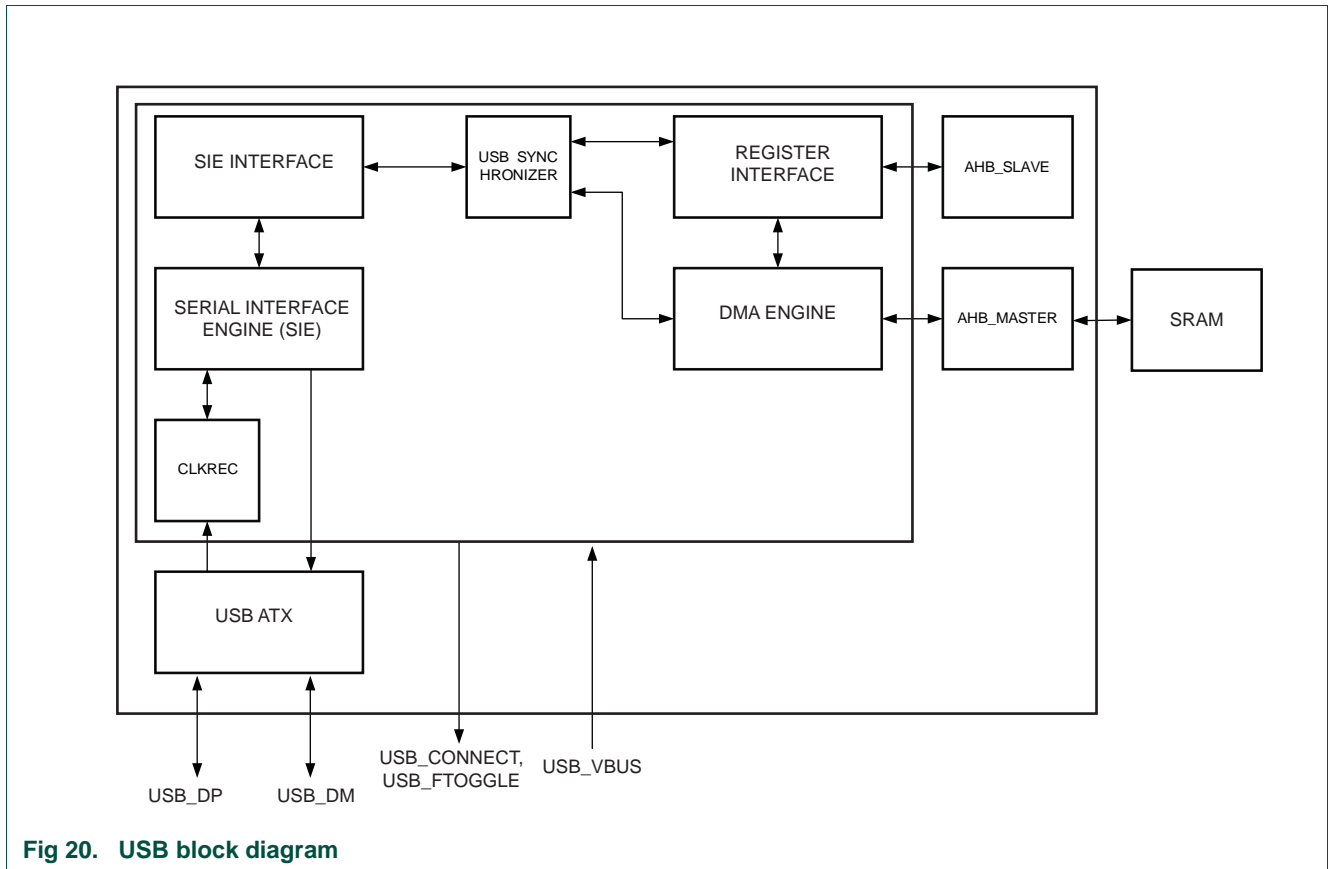 SIE INTERFACE
USB SYNC
HRONIZER
REGISTER
INTERFACE
AHB_SLAVE
SERIAL INTERFACE
ENGINE (SIE)
DMA ENGINE
AHB_MASTER
SRAM
CLKREC
USB ATX
USB_DP
USB_DM
USB_CONNECT,
USB_FTOGGLE
USB_VBUS
Fig 20. USB block diagram